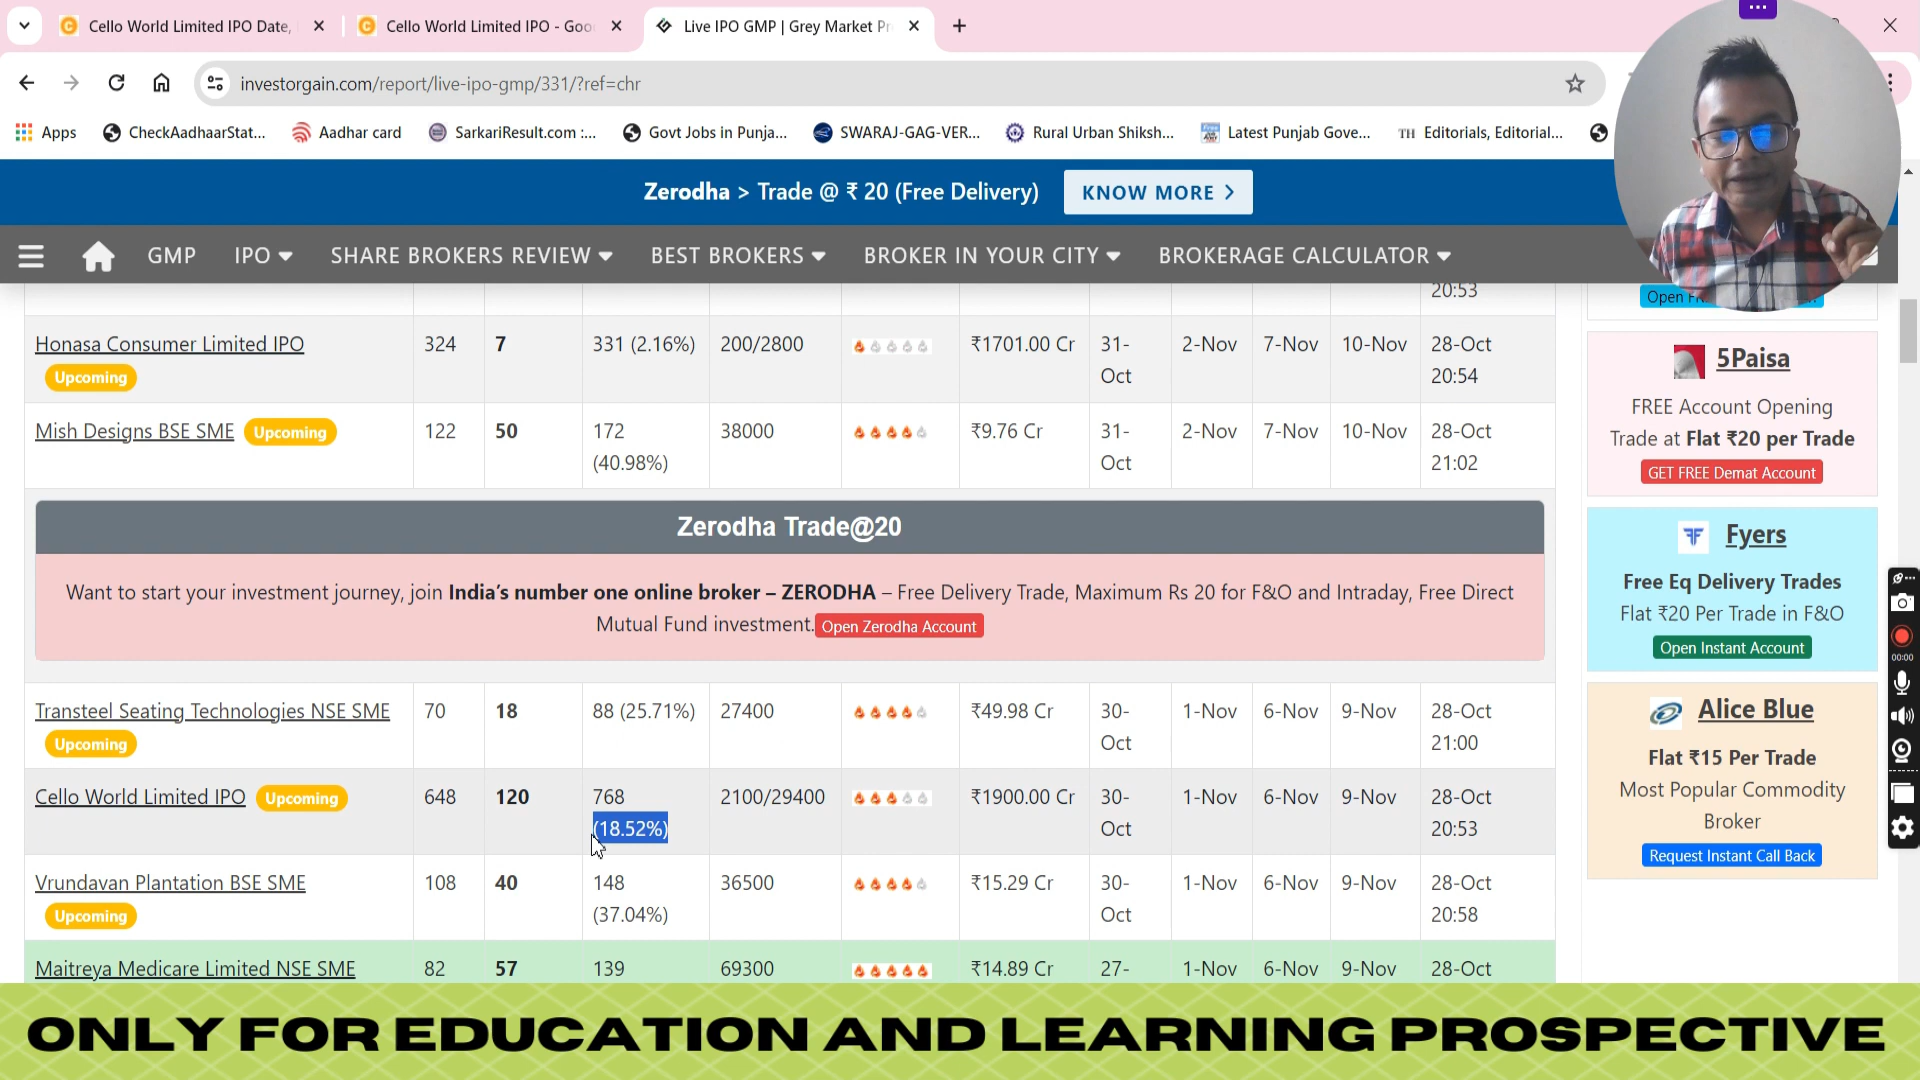 Cello World Limited IPO Date,
Cello World Limited IPO - Goo
Live IPO GMP | Grey Market Pr
investorgain.com/report/live-ipo-gmp/331/?ref=chr
Apps CheckAadhaarStat... Aadhar card SarkariResult.com :... Govt Jobs in Punja... SWARAJ-GAG-VER... Rural Urban Shiksh... Latest Punjab Gove... TH Editorials, Editorial...
Zerodha > Trade @ ₹ 20 (Free Delivery) KNOW MORE >
GMP IPO SHARE BROKERS REVIEW BEST BROKERS BROKER IN YOUR CITY BROKERAGE CALCULATOR
20:53
Honasa Consumer Limited IPO 324 7 331 (2.16%) 200/2800 ₹1701.00 Cr 31- 2-Nov 7-Nov 10-Nov 28-Oct
Upcoming Oct 20:54
Mish Designs BSE SME Upcoming 122 50 172 38000 ₹9.76 Cr 31- 2-Nov 7-Nov 10-Nov 28-Oct
(40.98%) Oct 21:02
Zerodha Trade@20
Want to start your investment journey, join India's number one online broker – ZERODHA – Free Delivery Trade, Maximum Rs 20 for F&O and Intraday, Free Direct
Mutual Fund investment. Open Zerodha Account
Transteel Seating Technologies NSE SME 70 18 88 (25.71%) 27400 ₹49.98 Cr 30- 1-Nov 6-Nov 9-Nov 28-Oct
Upcoming Oct 21:00
Cello World Limited IPO Upcoming 648 120 768 2100/29400 ₹1900.00 Cr 30- 1-Nov 6-Nov 9-Nov 28-Oct
(18.52%) Oct 20:53
Vrundavan Plantation BSE SME 108 40 148 36500 ₹15.29 Cr 30- 1-Nov 6-Nov 9-Nov 28-Oct
Upcoming (37.04%) Oct 20:58
Maitreya Medicare Limited NSE SME 82 57 139 69300 ₹14.89 Cr 27- 1-Nov 6-Nov 9-Nov 28-Oct
Open
5Paisa
FREE Account Opening
Trade at Flat ₹20 per Trade
GET FREE Demat Account
Fyers
Free Eq Delivery Trades
Flat ₹20 Per Trade in F&O
Open Instant Account
Alice Blue
Flat ₹15 Per Trade
Most Popular Commodity
Broker
Request Instant Call Back
00:00
ONLY FOR EDUCATION AND LEARNING PROSPECTIVE